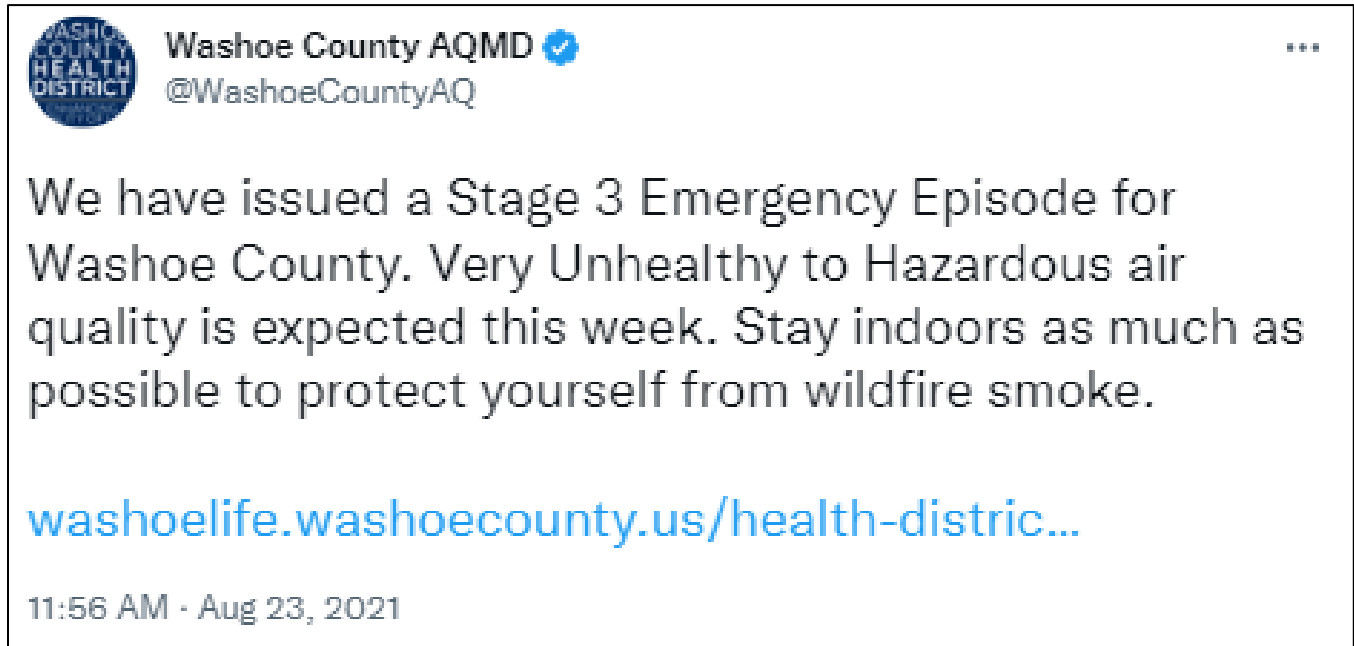 WASHOE
COUNTY
HEALTH
DISTRICT
Washoe County AQMD
@WashoeCountyAQ
We have issued a Stage 3 Emergency Episode for
Washoe County. Very Unhealthy to Hazardous air
quality is expected this week. Stay indoors as much as
possible to protect yourself from wildfire smoke.
washoelife.washoecounty.us/health-distric...
11:56 AM · Aug 23, 2021